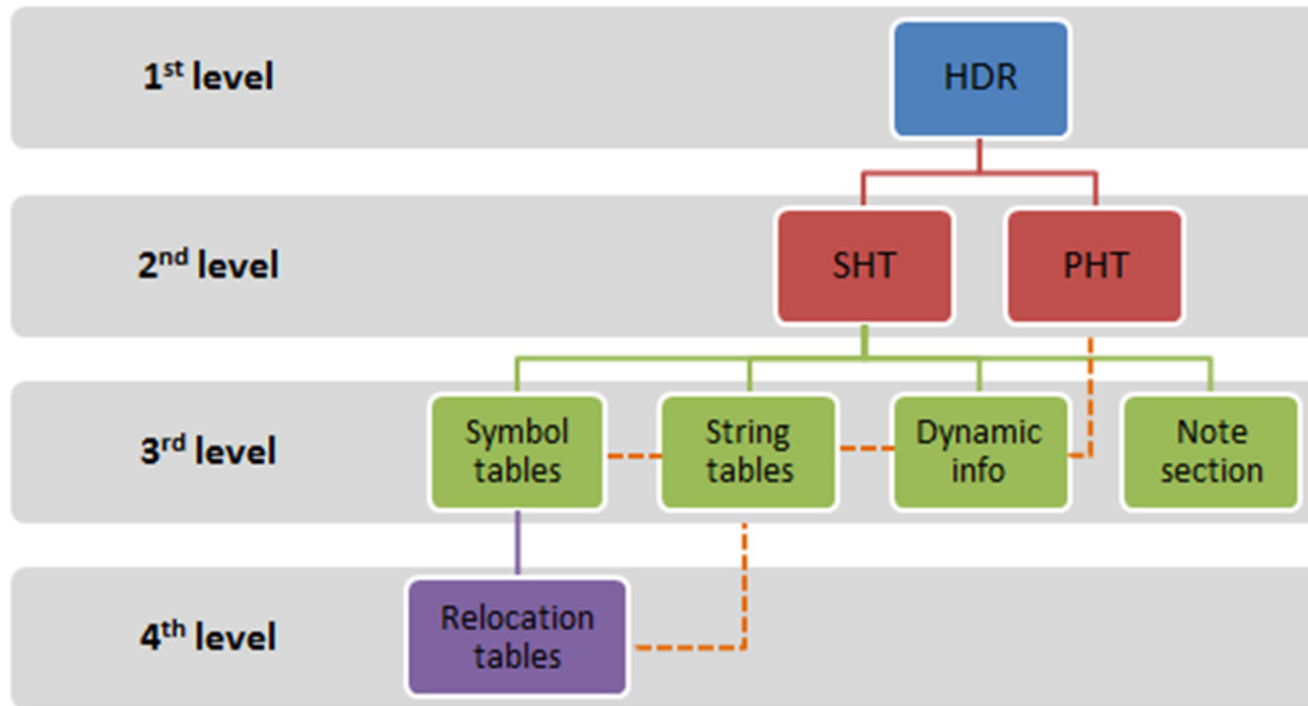 1st level
HDR
2nd level
SHT
PHT
3rd level
Symbol
tables
String
tables
Dynamic
info
Note
section
4th level
Relocation
tables